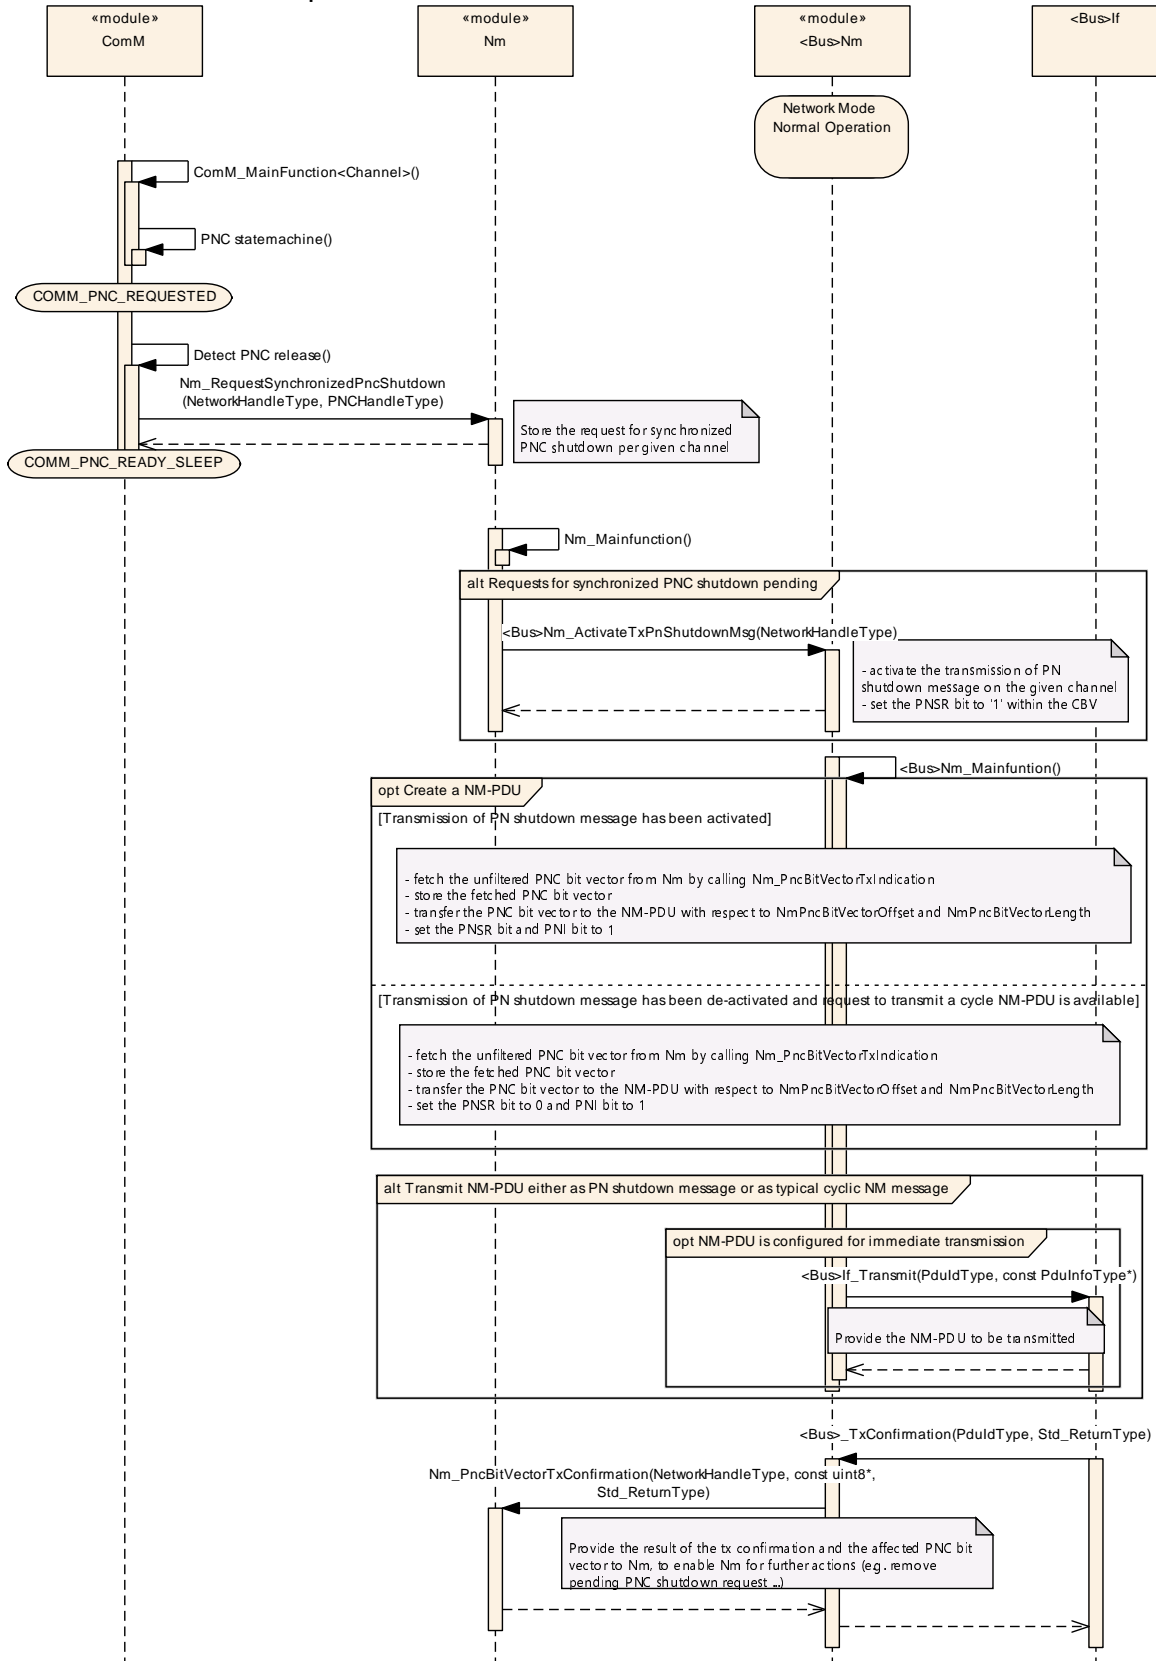 «module»
ComM
«module»
Nm
«module»
<Bus>Nm
<Bus>If
Network Mode
Normal Operation
ComM_MainFunction<Channel>()
PNC statemachine()
COMM_PNC_REQUESTED
Detect PNC release()
Nm_RequestSynchronizedPncShutdown
(NetworkHandleType, PNCHandleType)
Store the request for synchronized
PNC shutdown per given channel
COMM_PNC_READY_SLEEP
Nm_Mainfunction()
alt Requests for synchronized PNC shutdown pending
<Bus>Nm_ActivateTxPnShutdownMsg(NetworkHandleType)
- activate the transmission of PN
shutdown message on the given channel
- set the PNSR bit to '1' within the CBV
<Bus>Nm_Mainfuntion()
opt Create a NM-PDU
[Transmission of PN shutdown message has been activated]
- fetch the unfiltered PNC bit vector from Nm by calling Nm_PncBitVectorTxIndication
- store the fetched PNC bit vector
- transfer the PNC bit vector to the NM-PDU with respect to NmPncBitVectorOffset and NmPncBitVectorLength
- set the PNSR bit and PNI bit to 1
[Transmission of PN shutdown message has been de-activated and request to transmit a cycle NM-PDU is available]
- fetch the unfiltered PNC bit vector from Nm by calling Nm_PncBitVectorTxIndication
- store the fetched PNC bit vector
- transfer the PNC bit vector to the NM-PDU with respect to NmPncBitVectorOffset and NmPncBitVectorLength
- set the PNSR bit to 0 and PNI bit to 1
alt Transmit NM-PDU either as PN shutdown message or as typical cyclic NM message
opt NM-PDU is configured for immediate transmission
<Bus>If_Transmit(PduIdType, const PduInfoType*)
Provide the NM-PDU to be transmitted
<Bus>_TxConfirmation(PduIdType, Std_ReturnType)
Nm_PncBitVectorTxConfirmation(NetworkHandleType, const uint8*,
Std_ReturnType)
Provide the result of the tx confirmation and the affected PNC bit
vector to Nm, to enable Nm for further actions (e.g. remove
pending PNC shutdown request ...)